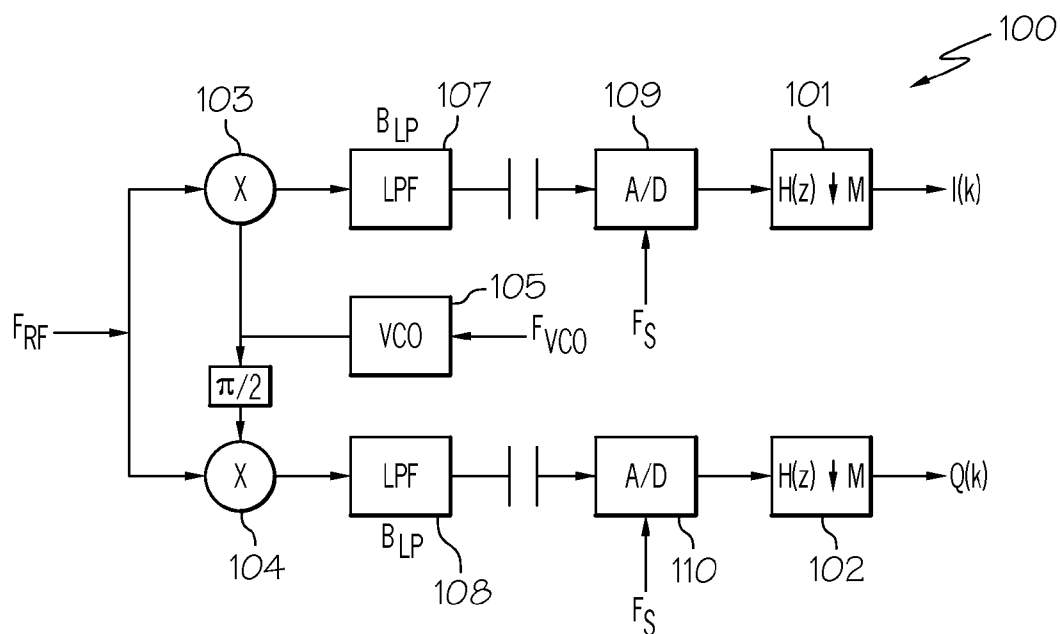 100
103
107
109
101
B_LP
X
LPF
A/D
H(z) ↓ M
I(k)
105
F_S
F_RF
VCO
F_VCO
π/2
X
LPF
A/D
H(z) ↓ M
Q(k)
104
B_LP
108
110
102
F_S